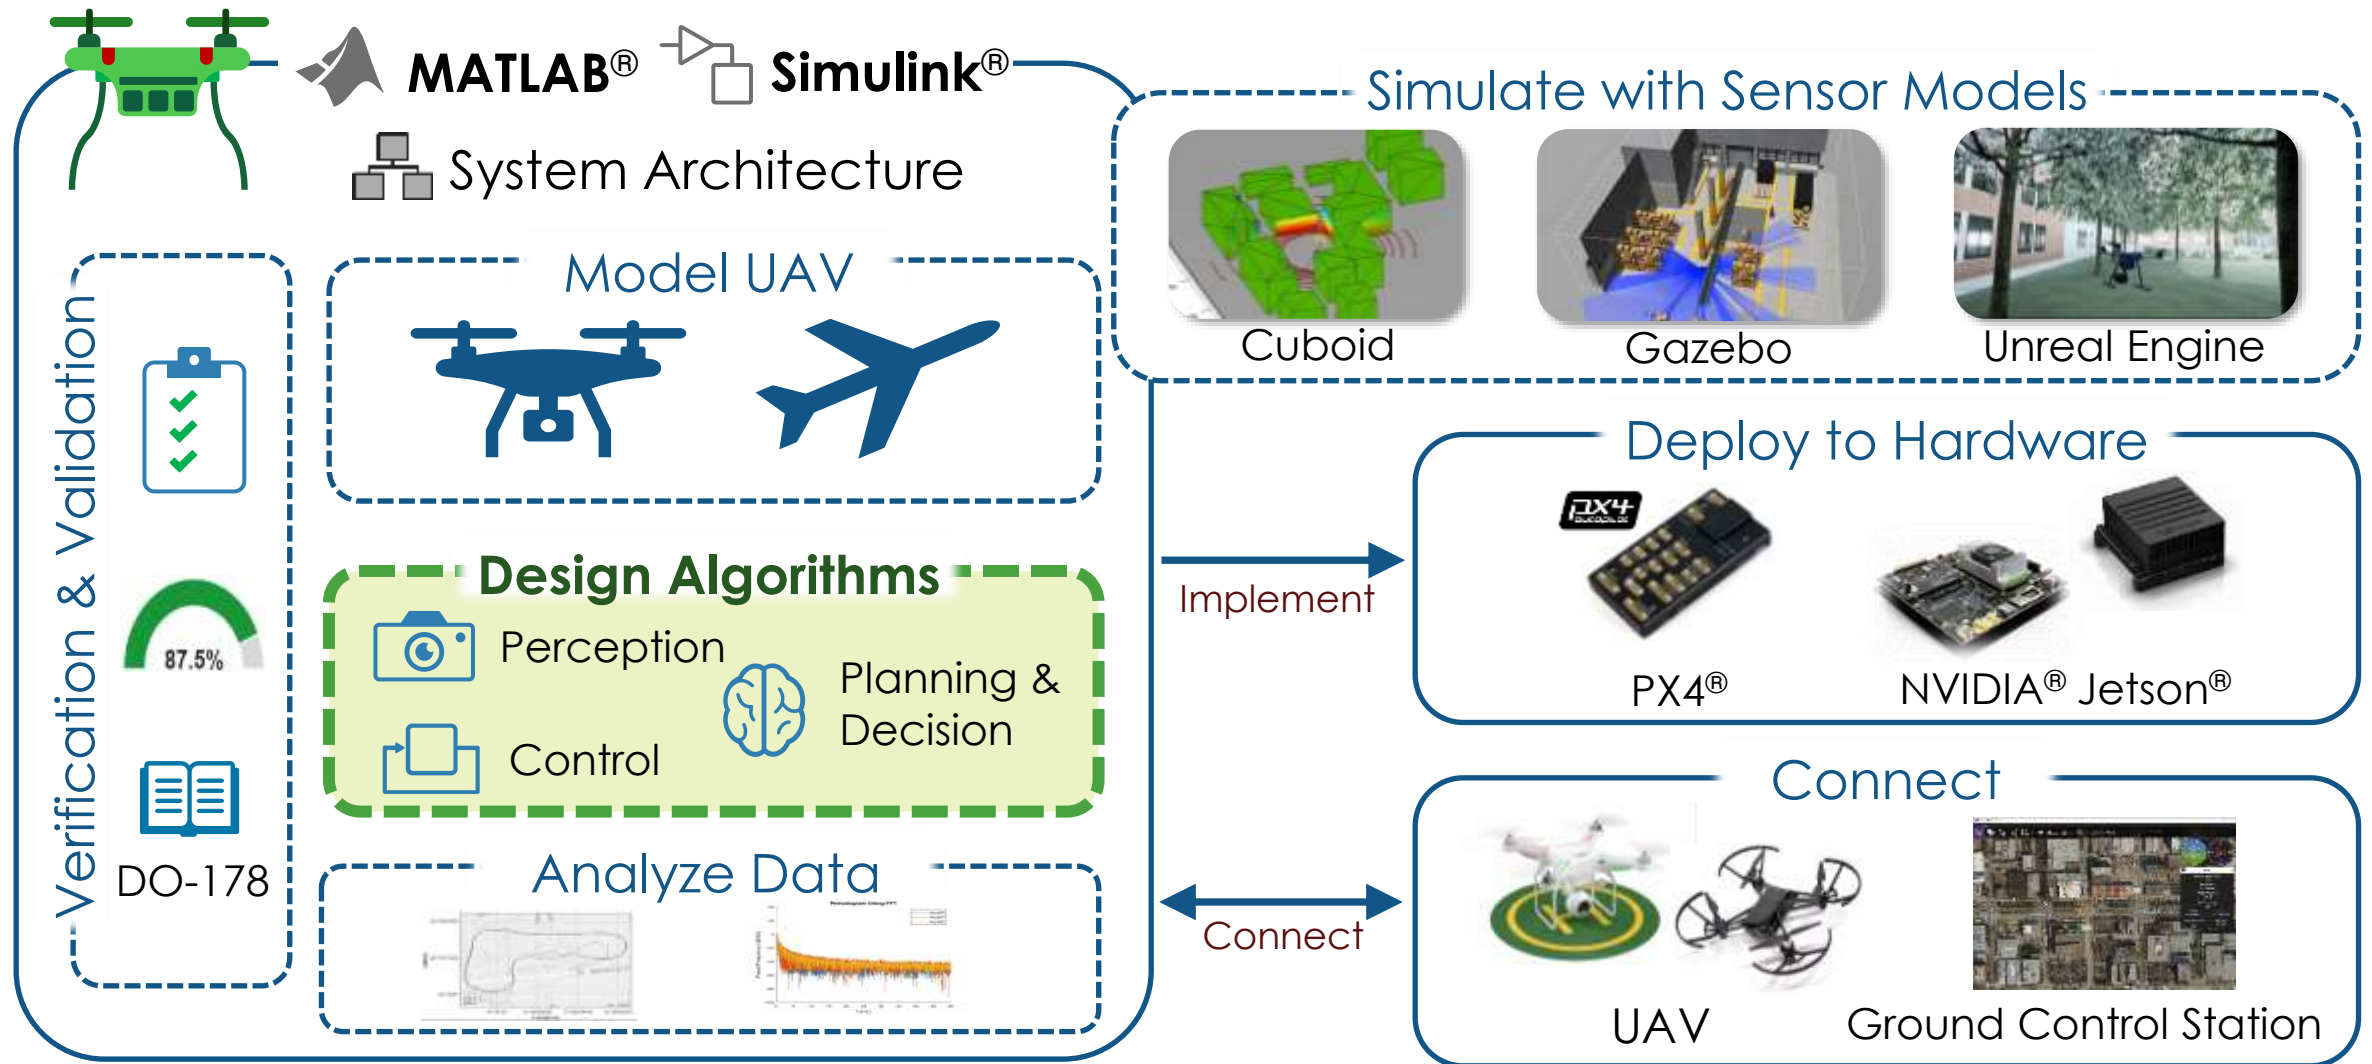 MATLAB®
Simulink®
System Architecture
Simulate with Sensor Models
Cuboid
Gazebo
Unreal Engine
Verification & Validation
87.5%
DO-178
Model UAV
Design Algorithms
Perception
Planning &
Decision
Control
Analyze Data
Implement
Deploy to Hardware
PX4
PX4®
NVIDIA® Jetson®
Connect
Connect
UAV
Ground Control Station